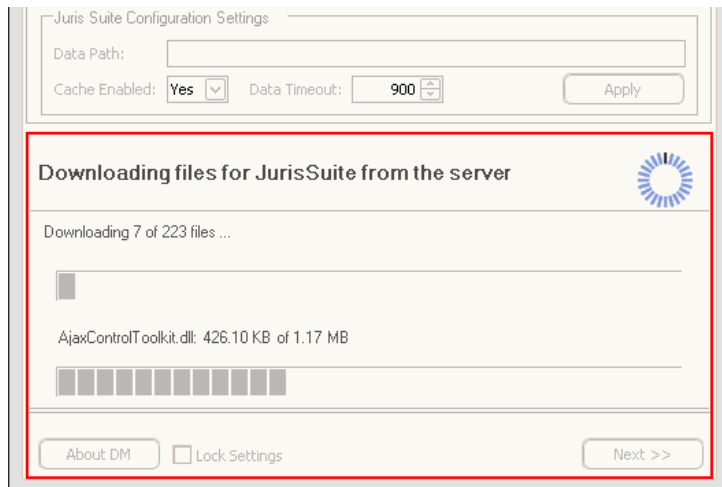 Juris Suite Configuration Settings
Data Path:
Cache Enabled: Yes Data Timeout: 900 Apply
Downloading files for JurisSuite from the server
Downloading 7 of 223 files ...
AjaxControlToolkit.dll: 426.10 KB of 1.17 MB
About DM Lock Settings Next >>